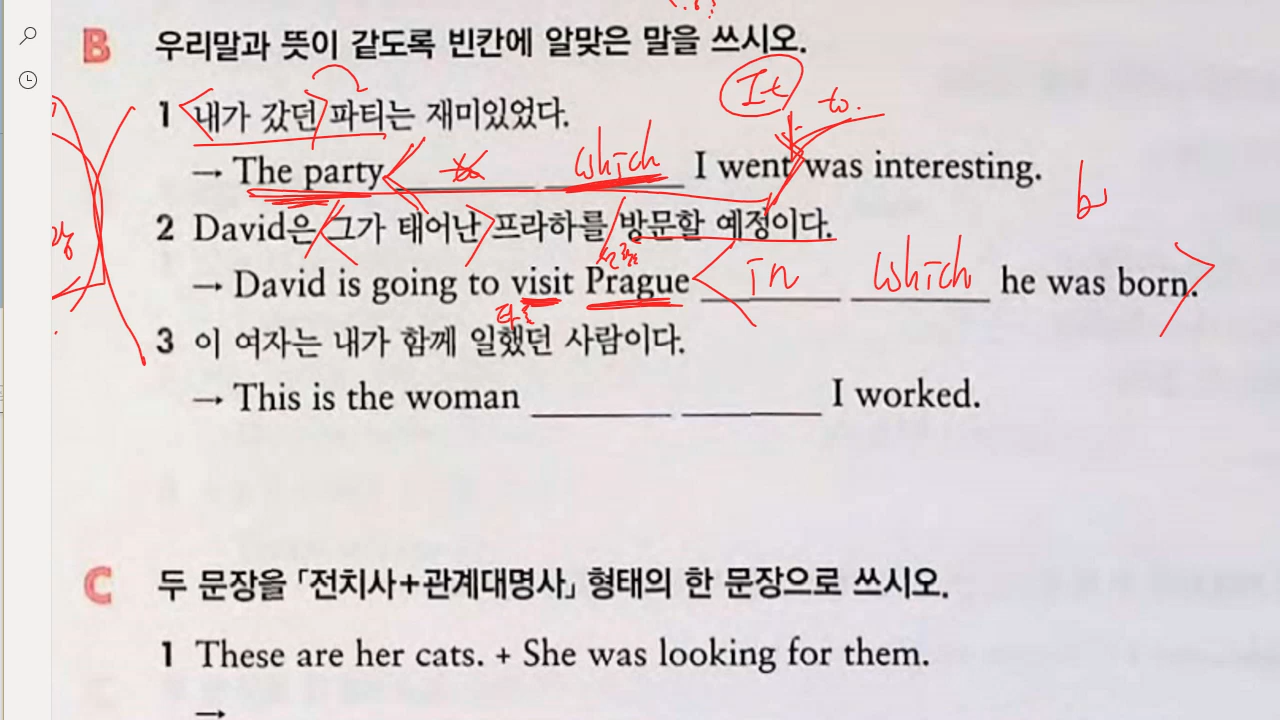 B 우리말과 뜻이 같도록 빈칸에 알맞은 말을 쓰시오.
It to.
1 내가 갔던 파티는 재미있었다.
→ The party to which I went was interesting.
2 David은 그가 태어난 프라하를 방문할 예정이다.
→ David is going to visit Prague in which he was born.
3 이 여자는 내가 함께 일했던 사람이다.
→ This is the woman I worked.
C 두 문장을 「전치사+관계대명사」 형태의 한 문장으로 쓰시오.
1 These are her cats. + She was looking for them.
→